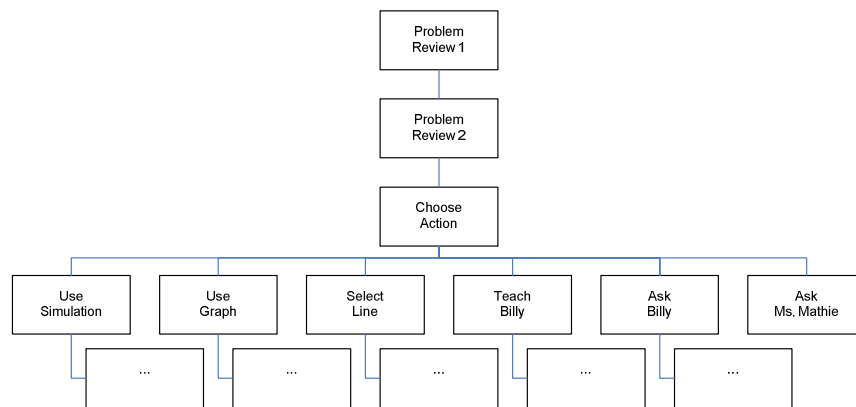 Problem
Review 1
Problem
Review 2
Choose
Action
Use
Simulation
Use
Graph
Select
Line
Teach
Billy
Ask
Billy
Ask
Ms. Mathie
...
...
...
...
...